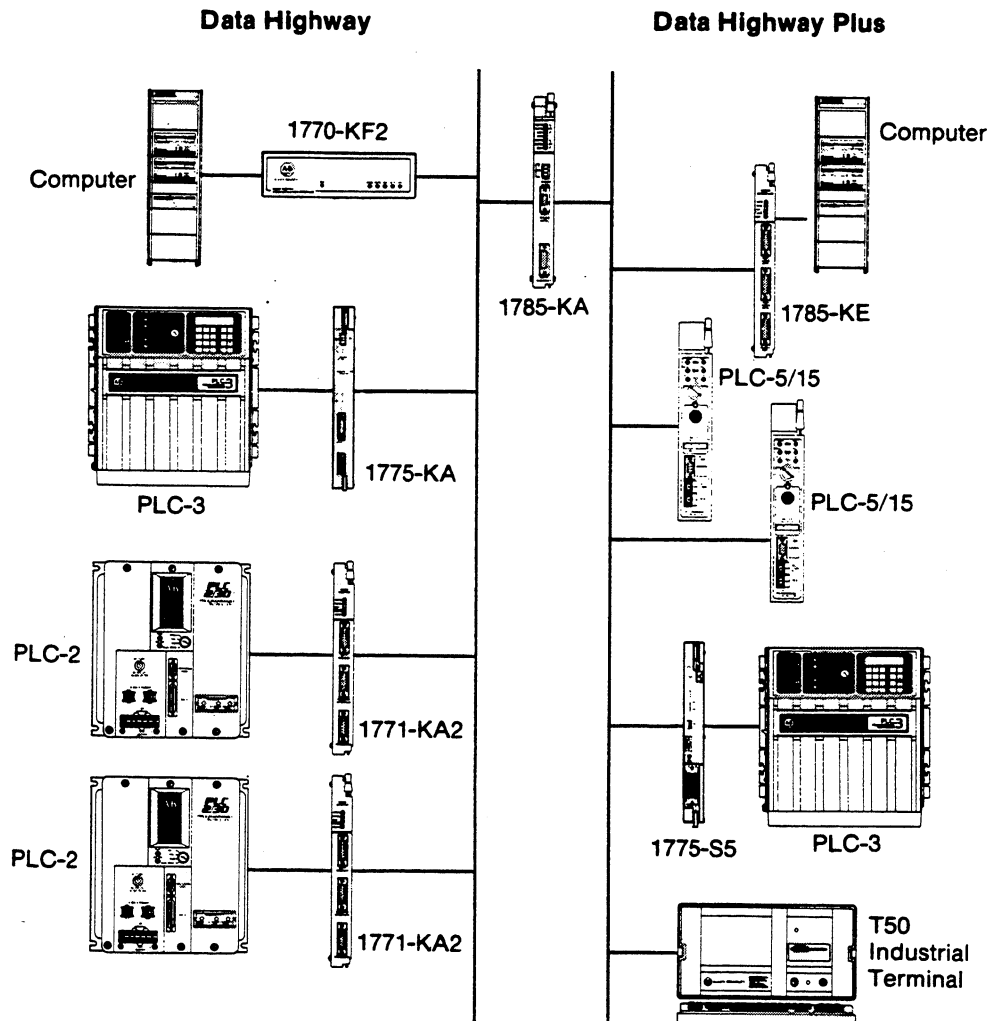 Data Highway
Data Highway Plus
Computer
1770-KF2
1785-KA
Computer
1785-KE
PLC-3
1775-KA
PLC-5/15
PLC-5/15
PLC-2
1771-KA2
PLC-2
1771-KA2
1775-S5
PLC-3
T50
Industrial
Terminal